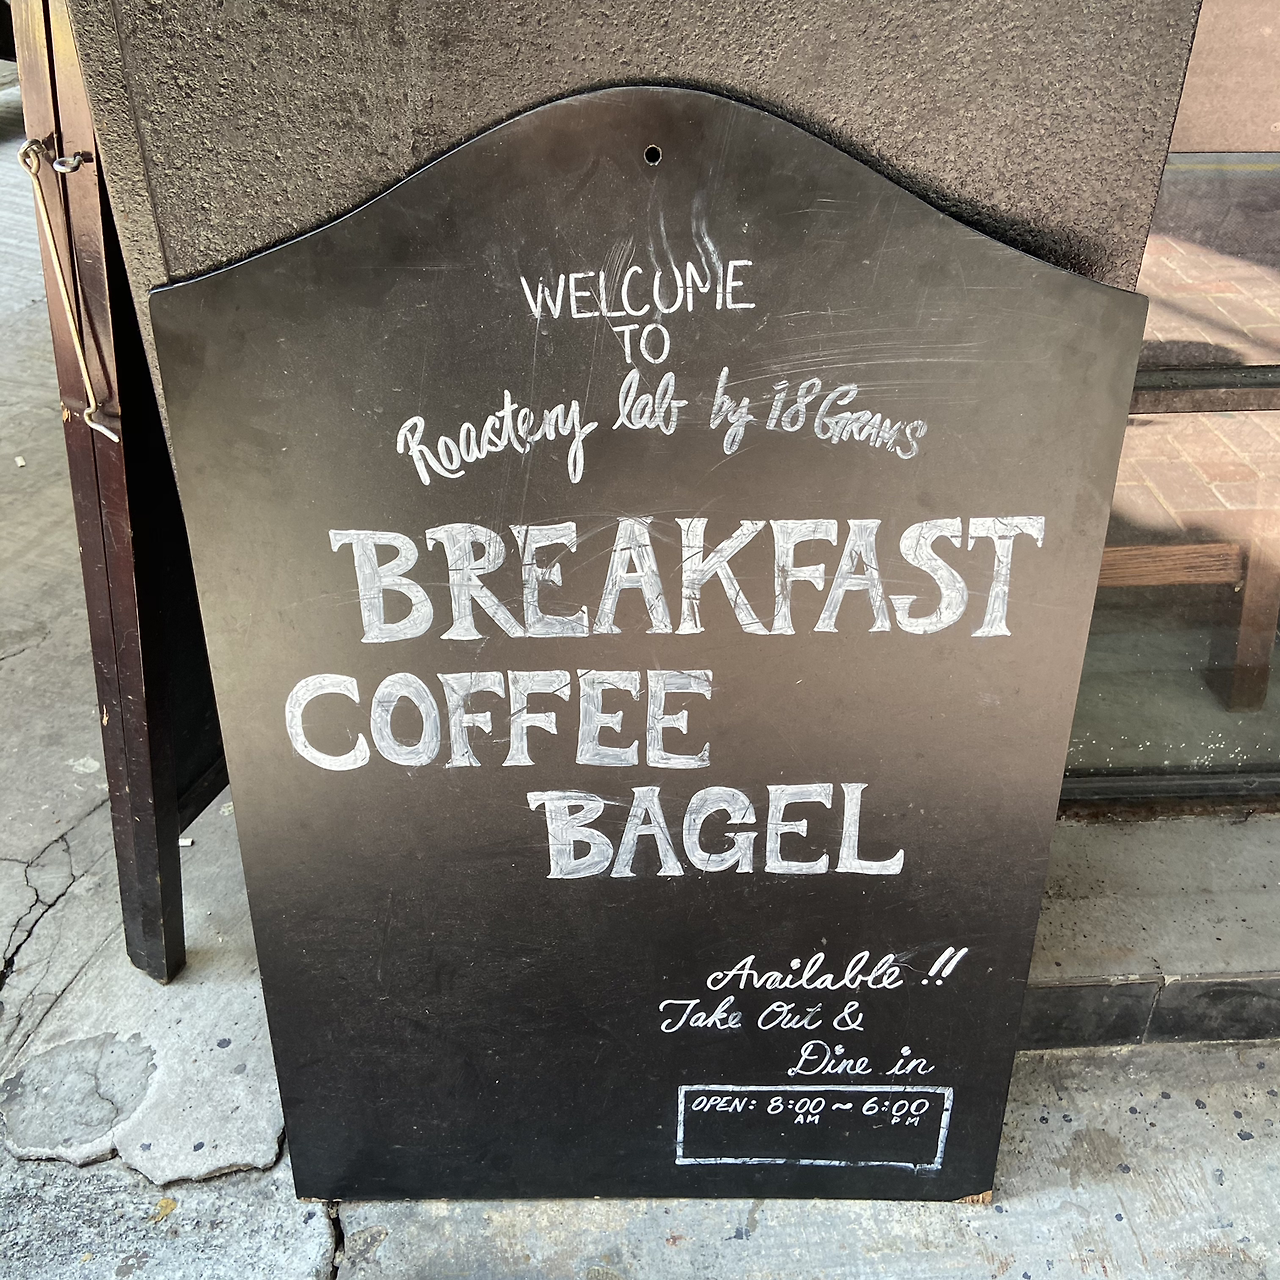 WELCOME
TO
Roastery lab by 18 GRAMS
BREAKFAST
COFFEE
BAGEL
Available !!
Take Out &
Dine in
OPEN: 8:00 ~ 6:00
AM PM